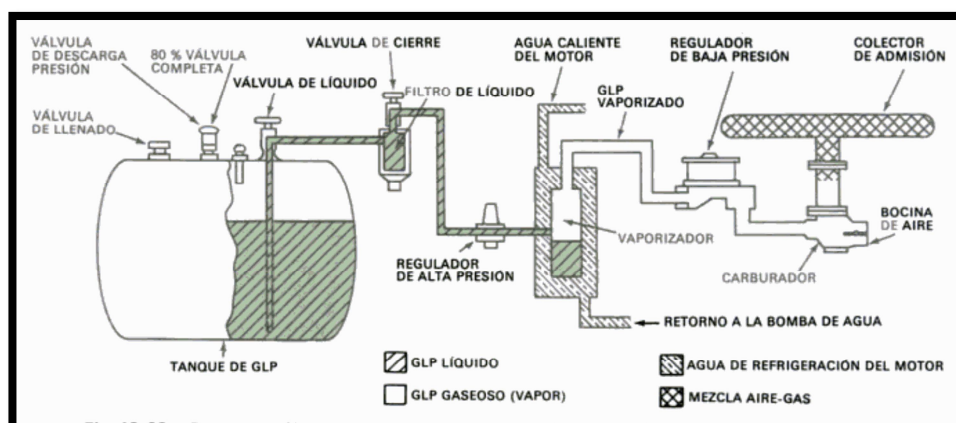 VÁLVULA
DE DESCARGA
PRESIÓN
80 % VÁLVULA
COMPLETA
VÁLVULA DE CIERRE
AGUA CALIENTE
DEL MOTOR
REGULADOR
DE BAJA PRESIÓN
COLECTOR
DE ADMISIÓN
VÁLVULA DE LÍQUIDO
FILTRO DE LÍQUIDO
GLP
VAPORIZADO
VÁLVULA
DE LLENADO
BOCINA
DE AIRE
VAPORIZADOR
REGULADOR
DE ALTA PRESION
CARBURADOR
RETORNO A LA BOMBA DE AGUA
TANQUE DE GLP
GLP LÍQUIDO
AGUA DE REFRIGERACIÓN DEL MOTOR
GLP GASEOSO (VAPOR)
MEZCLA AIRE-GAS